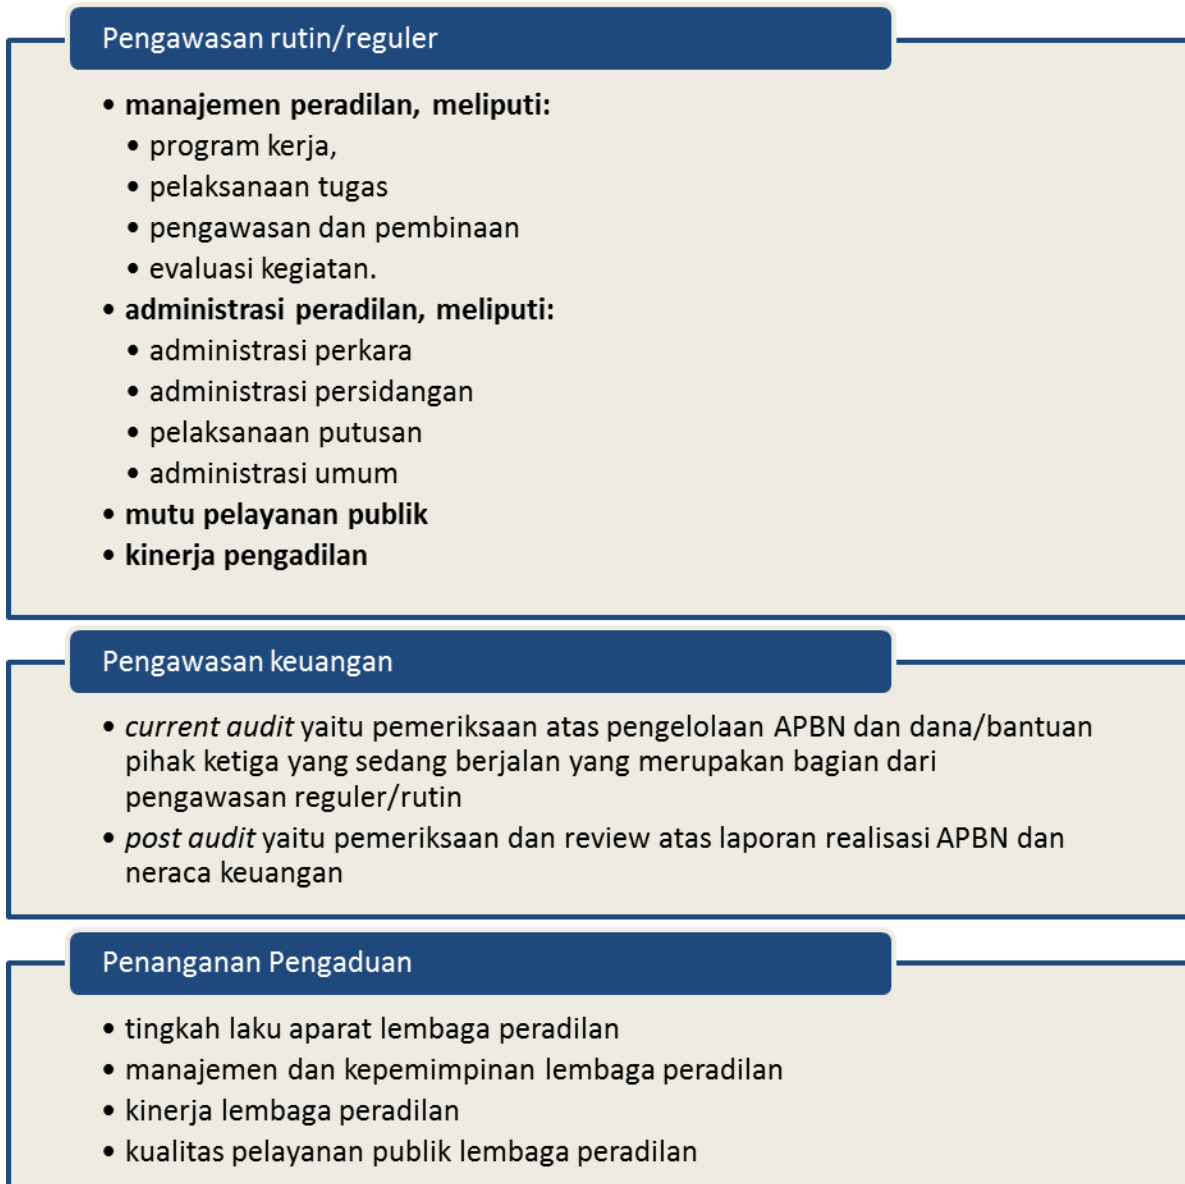 Pengawasan rutin/reguler
• manajemen peradilan, meliputi:
• program kerja,
• pelaksanaan tugas
• pengawasan dan pembinaan
• evaluasi kegiatan.
• administrasi peradilan, meliputi:
• administrasi perkara
• administrasi persidangan
• pelaksanaan putusan
• administrasi umum
• mutu pelayanan publik
• kinerja pengadilan
Pengawasan keuangan
• current audit yaitu pemeriksaan atas pengelolaan APBN dan dana/bantuan
pihak ketiga yang sedang berjalan yang merupakan bagian dari
pengawasan reguler/rutin
• post audit yaitu pemeriksaan dan review atas laporan realisasi APBN dan
neraca keuangan
Penanganan Pengaduan
• tingkah laku aparat lembaga peradilan
• manajemen dan kepemimpinan lembaga peradilan
• kinerja lembaga peradilan
• kualitas pelayanan publik lembaga peradilan